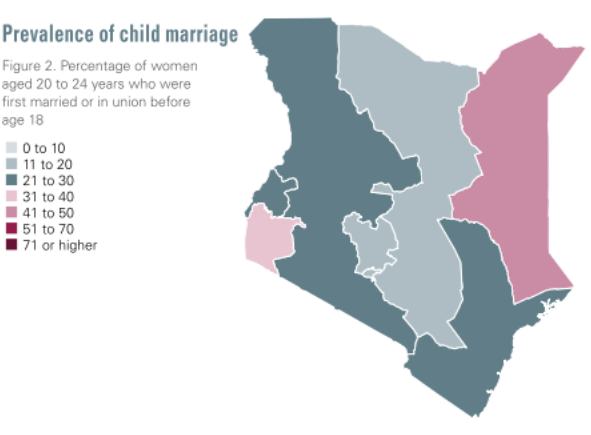 Prevalence of child marriage
Figure 2. Percentage of women
aged 20 to 24 years who were
first married or in union before
age 18
0 to 10
11 to 20
21 to 30
31 to 40
41 to 50
51 to 70
71 or higher